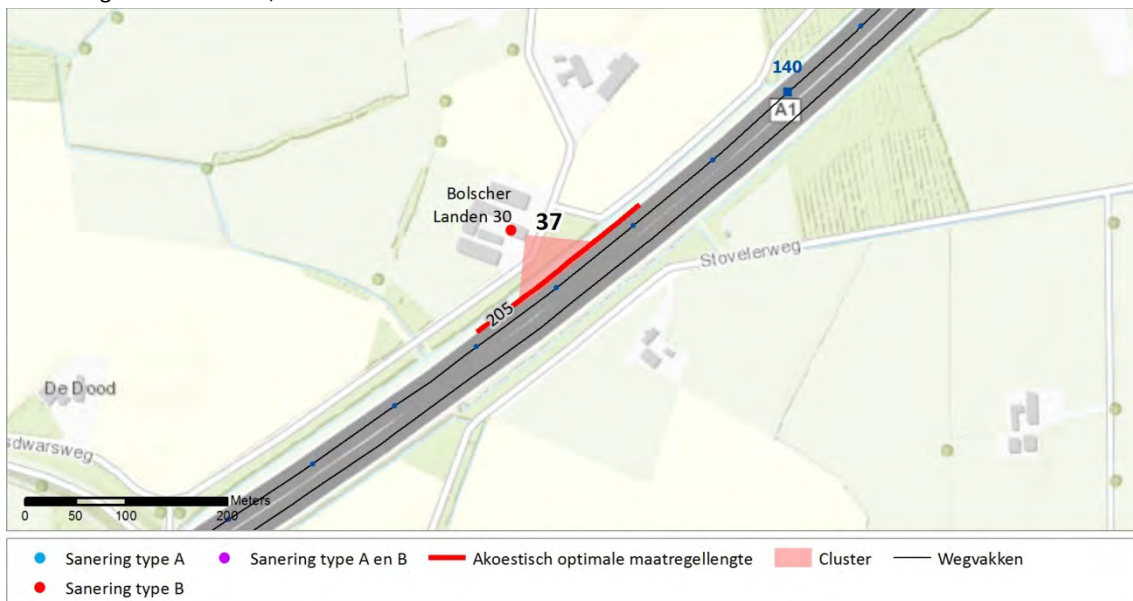 140
A1
Bolscher
Landen 30
37
Stovelerweg
205
De Dood
sdwarsweg
Meters
0 50 100 200
Sanering type A
Sanering type A en B
Akoestisch optimale maatregellengte
Cluster
Wegvakken
Sanering type B